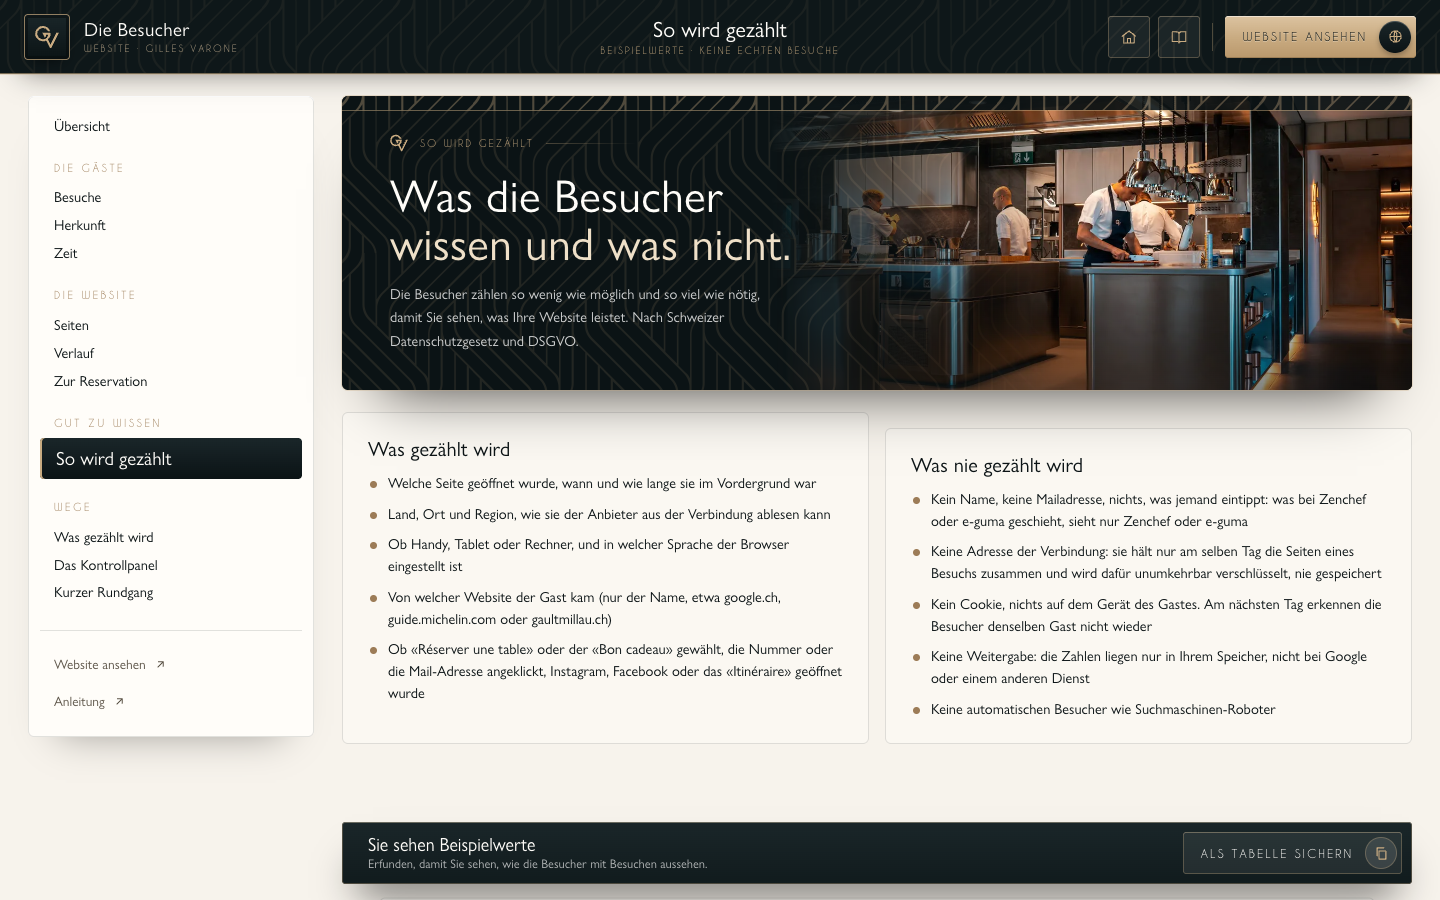 GV
Die Besucher
WEBSITE · GILLES VARONE
So wird gezählt
BEISPIELWERTE · KEINE ECHTEN BESUCHE
WEBSITE ANSEHEN
Übersicht
DIE GÄSTE
Besuche
Herkunft
Zeit
DIE WEBSITE
Seiten
Verlauf
Zur Reservation
GUT ZU WISSEN
So wird gezählt
WEGE
Was gezählt wird
Das Kontrollpanel
Kurzer Rundgang
Website ansehen
Anleitung
GV SO WIRD GEZÄHLT
Was die Besucher
wissen und was nicht.
Die Besucher zählen so wenig wie möglich und so viel wie nötig,
damit Sie sehen, was Ihre Website leistet. Nach Schweizer
Datenschutzgesetz und DSGVO.
Was gezählt wird
Welche Seite geöffnet wurde, wann und wie lange sie im Vordergrund war
Land, Ort und Region, wie sie der Anbieter aus der Verbindung ablesen kann
Ob Handy, Tablet oder Rechner, und in welcher Sprache der Browser
eingestellt ist
Von welcher Website der Gast kam (nur der Name, etwa google.ch,
guide.michelin.com oder gaultmillau.ch)
Ob «Réserver une table» oder der «Bon cadeau» gewählt, die Nummer oder
die Mail-Adresse angeklickt, Instagram, Facebook oder das «Itinéraire» geöffnet
wurde
Was nie gezählt wird
Kein Name, keine Mailadresse, nichts, was jemand eintippt: was bei Zenchef
oder e-guma geschieht, sieht nur Zenchef oder e-guma
Keine Adresse der Verbindung: sie hält nur am selben Tag die Seiten eines
Besuchs zusammen und wird dafür unumkehrbar verschlüsselt, nie gespeichert
Kein Cookie, nichts auf dem Gerät des Gastes. Am nächsten Tag erkennen die
Besucher denselben Gast nicht wieder
Keine Weitergabe: die Zahlen liegen nur in Ihrem Speicher, nicht bei Google
oder einem anderen Dienst
Keine automatischen Besucher wie Suchmaschinen-Roboter
Sie sehen Beispielwerte
Erfunden, damit Sie sehen, wie die Besucher mit Besuchen aussehen.
ALS TABELLE SICHERN